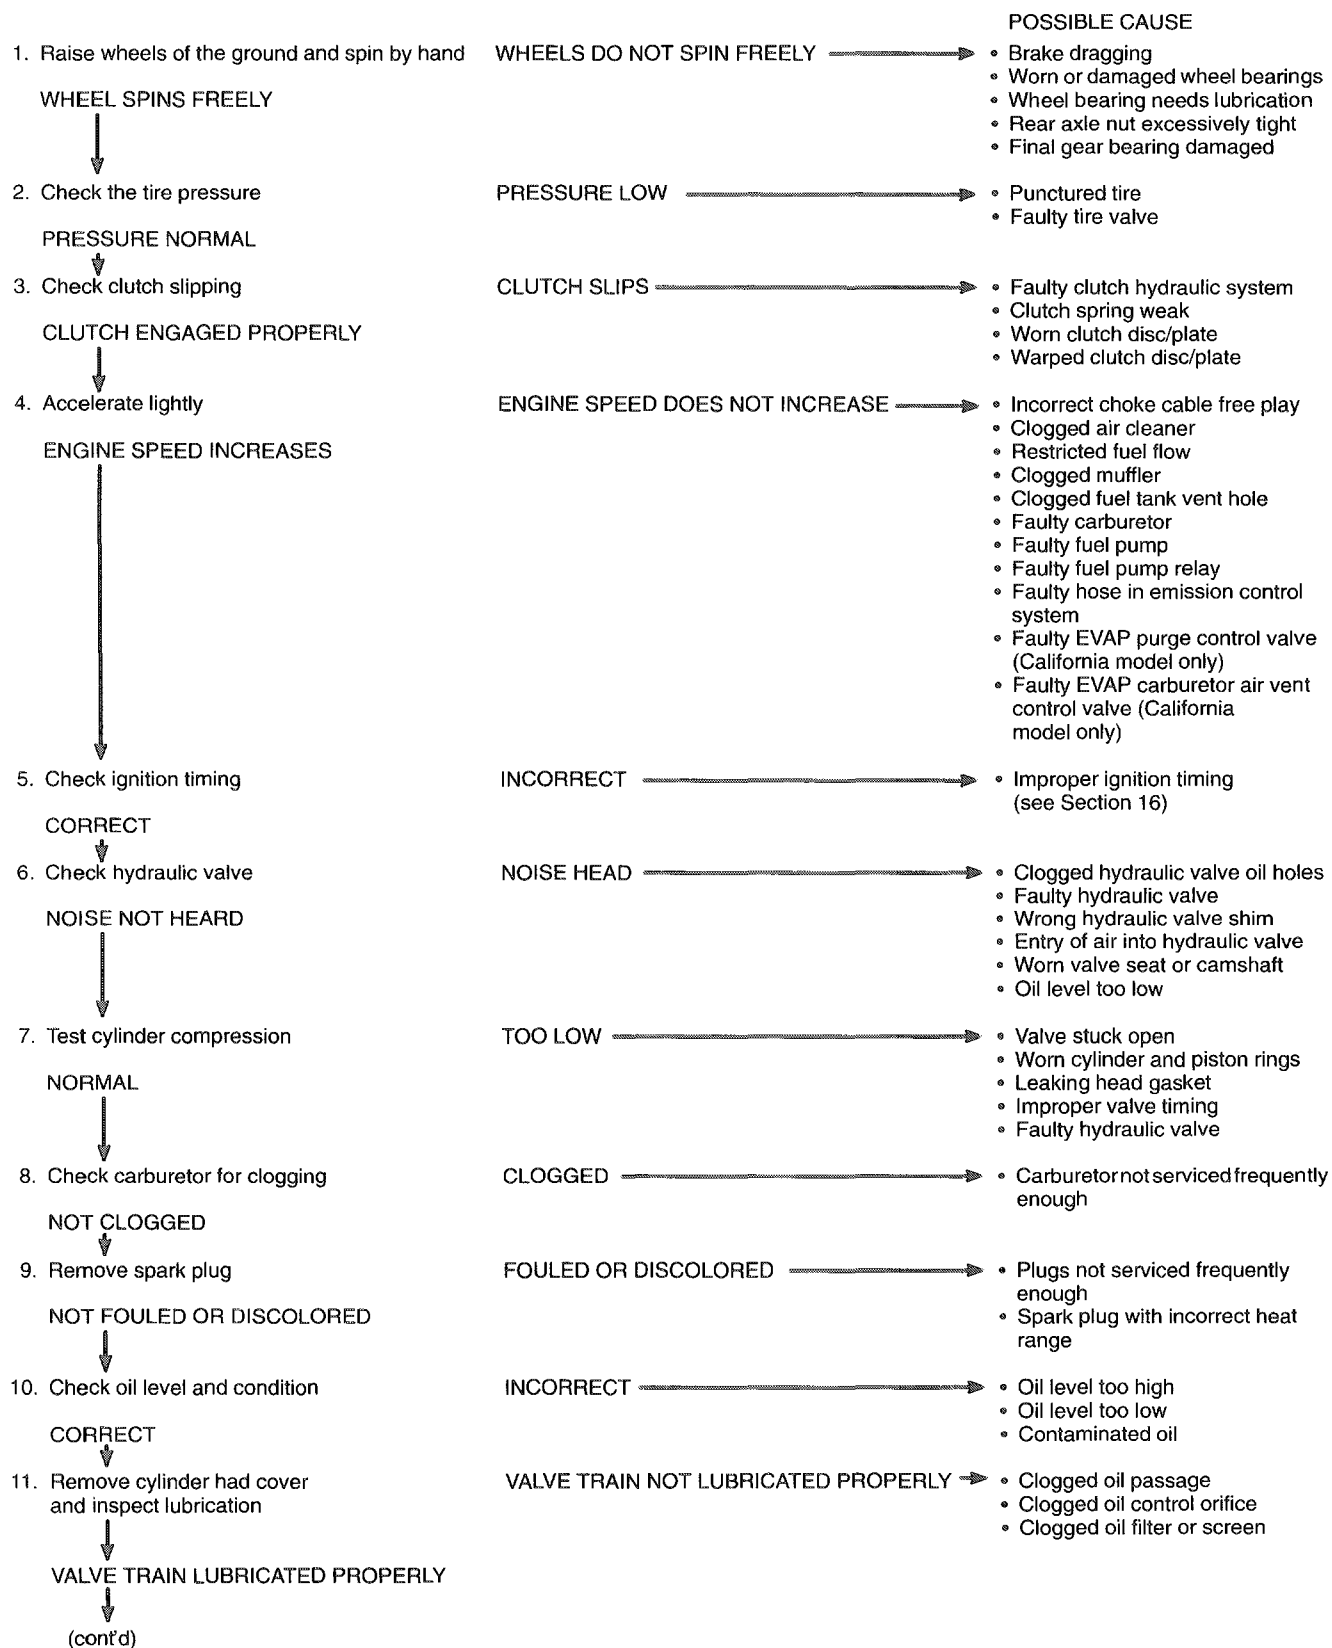 POSSIBLE CAUSE
1. Raise wheels of the ground and spin by hand
WHEELS DO NOT SPIN FREELY
• Brake dragging
• Worn or damaged wheel bearings
• Wheel bearing needs lubrication
• Rear axle nut excessively tight
• Final gear bearing damaged
WHEEL SPINS FREELY
2. Check the tire pressure
PRESSURE LOW
• Punctured tire
• Faulty tire valve
PRESSURE NORMAL
3. Check clutch slipping
CLUTCH SLIPS
• Faulty clutch hydraulic system
• Clutch spring weak
• Worn clutch disc/plate
• Warped clutch disc/plate
CLUTCH ENGAGED PROPERLY
4. Accelerate lightly
ENGINE SPEED DOES NOT INCREASE
• Incorrect choke cable free play
• Clogged air cleaner
• Restricted fuel flow
• Clogged muffler
• Clogged fuel tank vent hole
• Faulty carburetor
• Faulty fuel pump
• Faulty fuel pump relay
• Faulty hose in emission control
system
• Faulty EVAP purge control valve
(California model only)
• Faulty EVAP carburetor air vent
control valve (California
model only)
ENGINE SPEED INCREASES
5. Check ignition timing
INCORRECT
• Improper ignition timing
(see Section 16)
CORRECT
6. Check hydraulic valve
NOISE HEAD
• Clogged hydraulic valve oil holes
• Faulty hydraulic valve
• Wrong hydraulic valve shim
• Entry of air into hydraulic valve
• Worn valve seat or camshaft
• Oil level too low
NOISE NOT HEARD
7. Test cylinder compression
TOO LOW
• Valve stuck open
• Worn cylinder and piston rings
• Leaking head gasket
• Improper valve timing
• Faulty hydraulic valve
NORMAL
8. Check carburetor for clogging
CLOGGED
• Carburetor not serviced frequently
enough
NOT CLOGGED
9. Remove spark plug
FOULED OR DISCOLORED
• Plugs not serviced frequently
enough
• Spark plug with incorrect heat
range
NOT FOULED OR DISCOLORED
10. Check oil level and condition
INCORRECT
• Oil level too high
• Oil level too low
• Contaminated oil
CORRECT
11. Remove cylinder had cover
and inspect lubrication
VALVE TRAIN NOT LUBRICATED PROPERLY
• Clogged oil passage
• Clogged oil control orifice
• Clogged oil filter or screen
VALVE TRAIN LUBRICATED PROPERLY
(cont'd)